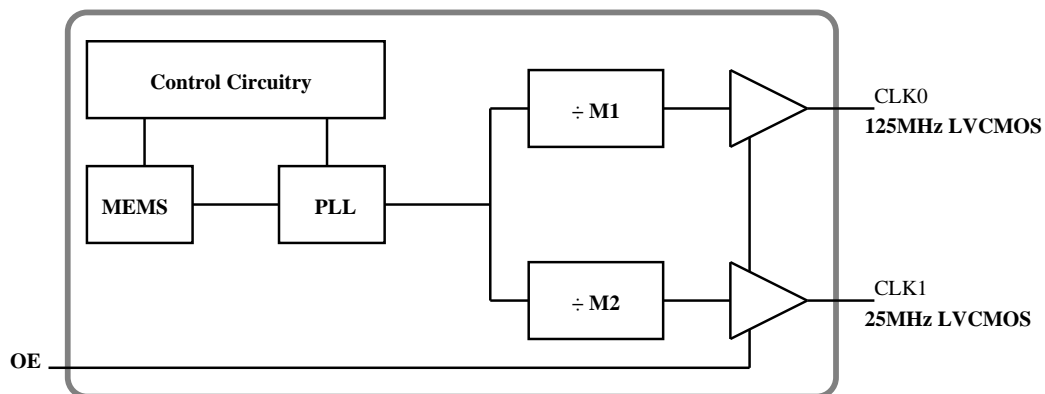 Control Circuitry
MEMS
PLL
÷ M1
÷ M2
CLK0
125MHz LVCMOS
CLK1
25MHz LVCMOS
OE